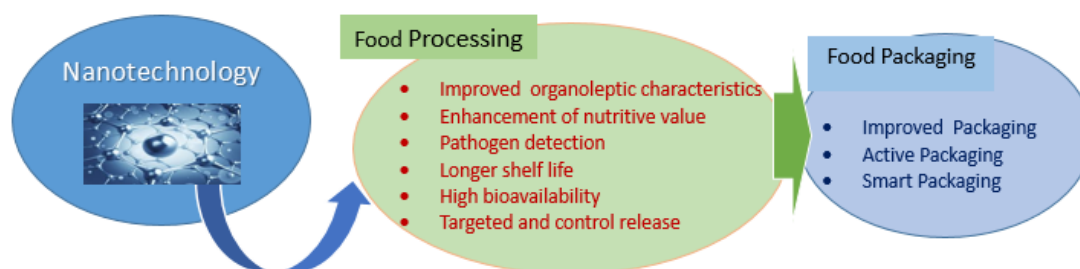 Nanotechnology
Food Processing
Improved organoleptic characteristics
Enhancement of nutritive value
Pathogen detection
Longer shelf life
High bioavailability
Targeted and control release
Food Packaging
Improved Packaging
Active Packaging
Smart Packaging